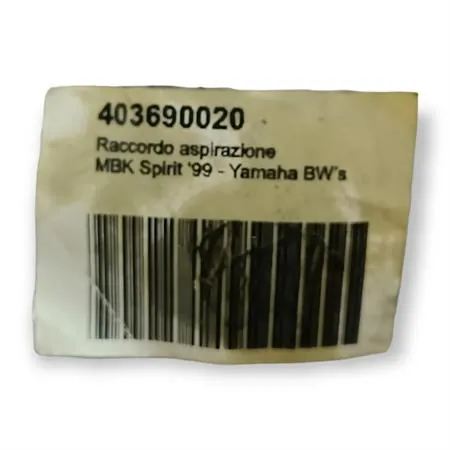 403690020
Raccordo aspirazione
MBK Spirit '99 - Yamaha BW's